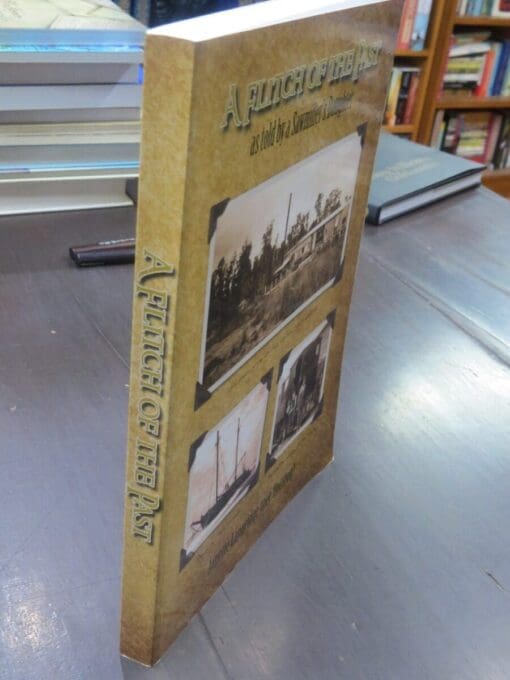 A FLITCH OF THE PAST
as told by a Sawmiller's Daughter
A FLITCH OF THE PAST